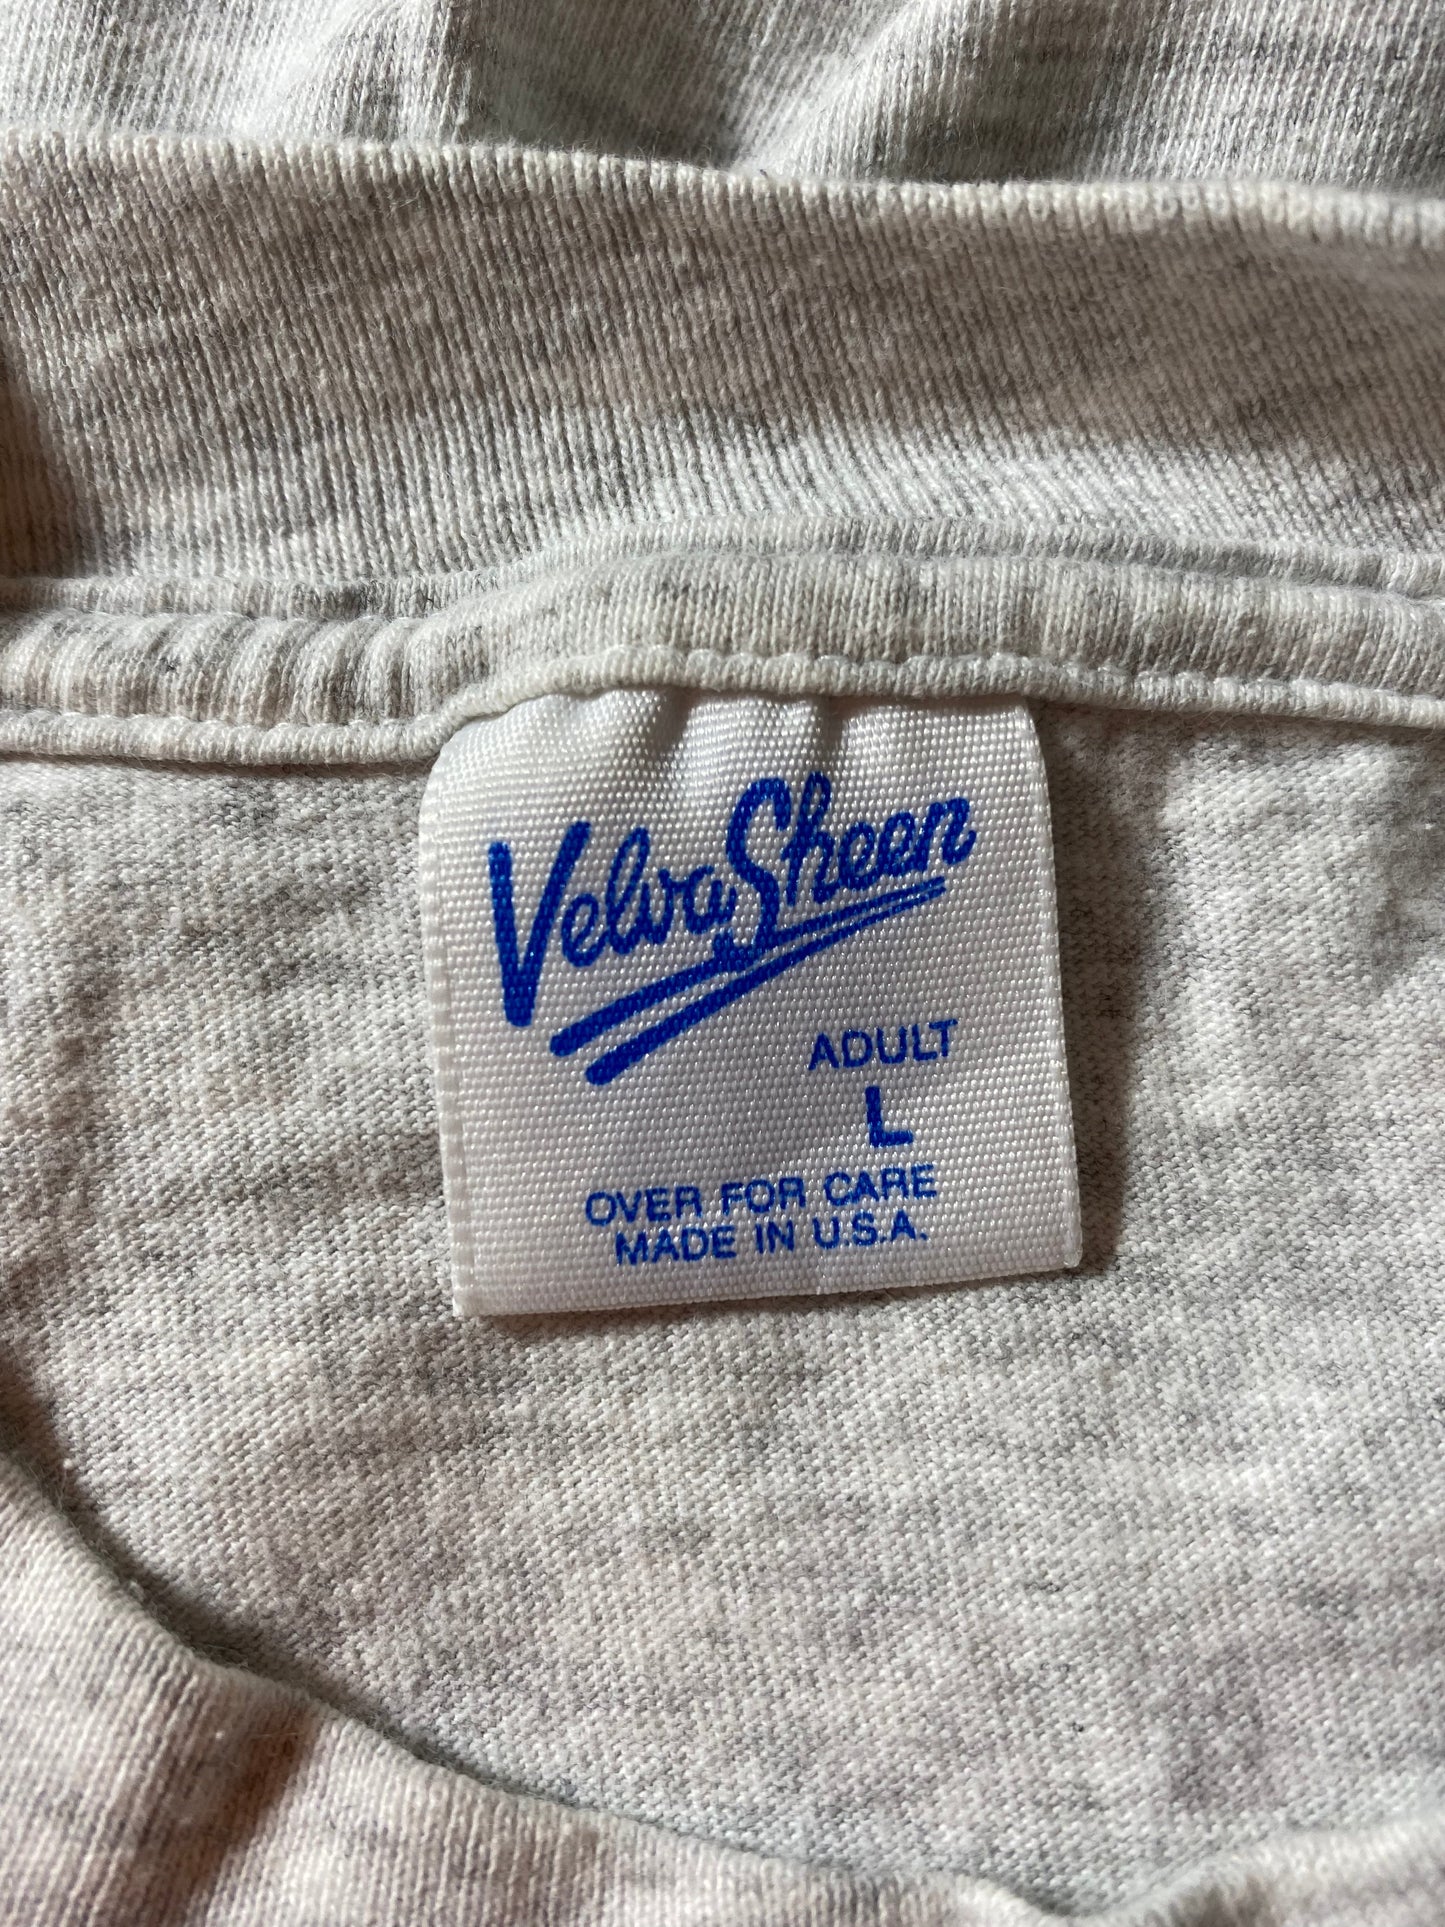 VelvaSheen
ADULT
L
OVER FOR CARE
MADE IN U.S.A.